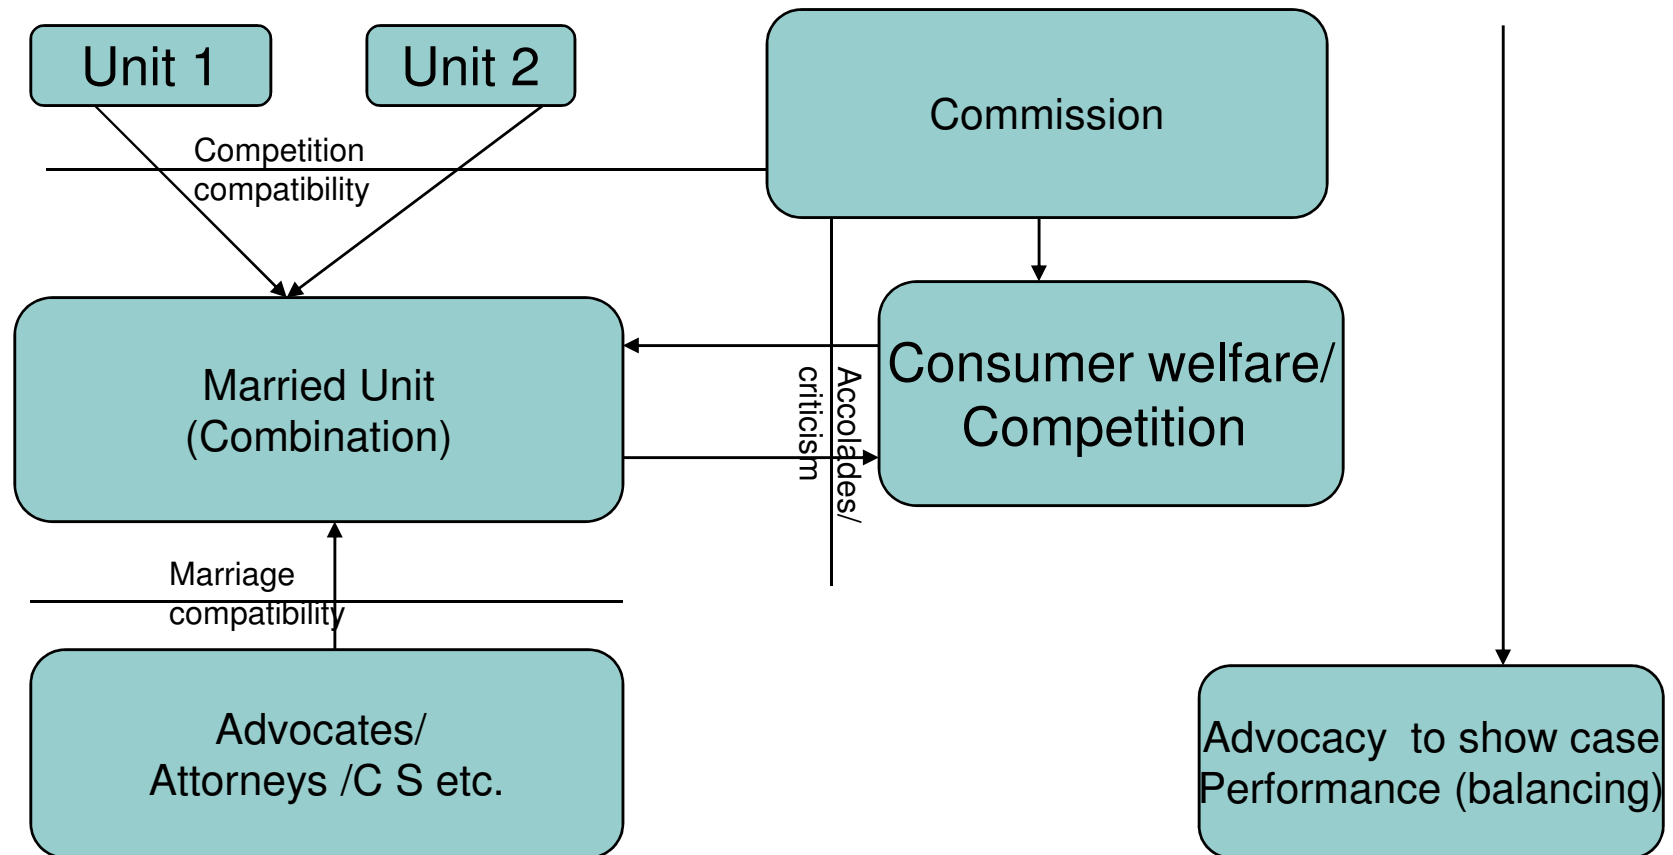 Unit 1
Unit 2
Commission
Competition
compatibility
Married Unit
(Combination)
Accolades/
criticism
Consumer welfare/
Competition
Marriage
compatibility
Advocates/
Attorneys /C S etc.
Advocacy  to show case
Performance (balancing)